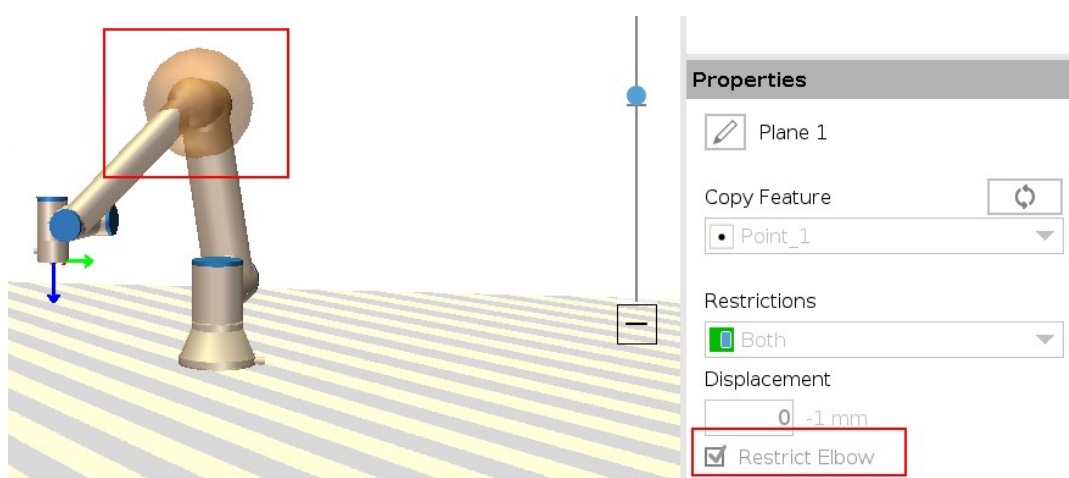 Properties
Plane 1
Copy Feature
Point_1
Restrictions
Both
Displacement
0 -1 mm
Restrict Elbow